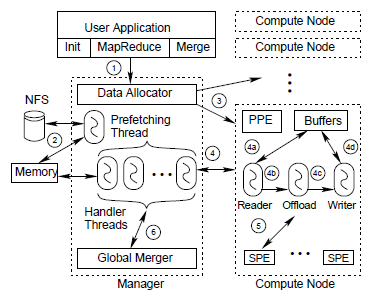 User Application
Init MapReduce Merge
Compute Node
Compute Node
1
Data Allocator
3
NFS
2
Prefetching
Thread
Memory
4
Handler
Threads
6
Global Merger
Manager
PPE
Buffers
4a
4b
4c
4d
Reader Offload Writer
5
SPE
SPE
Compute Node